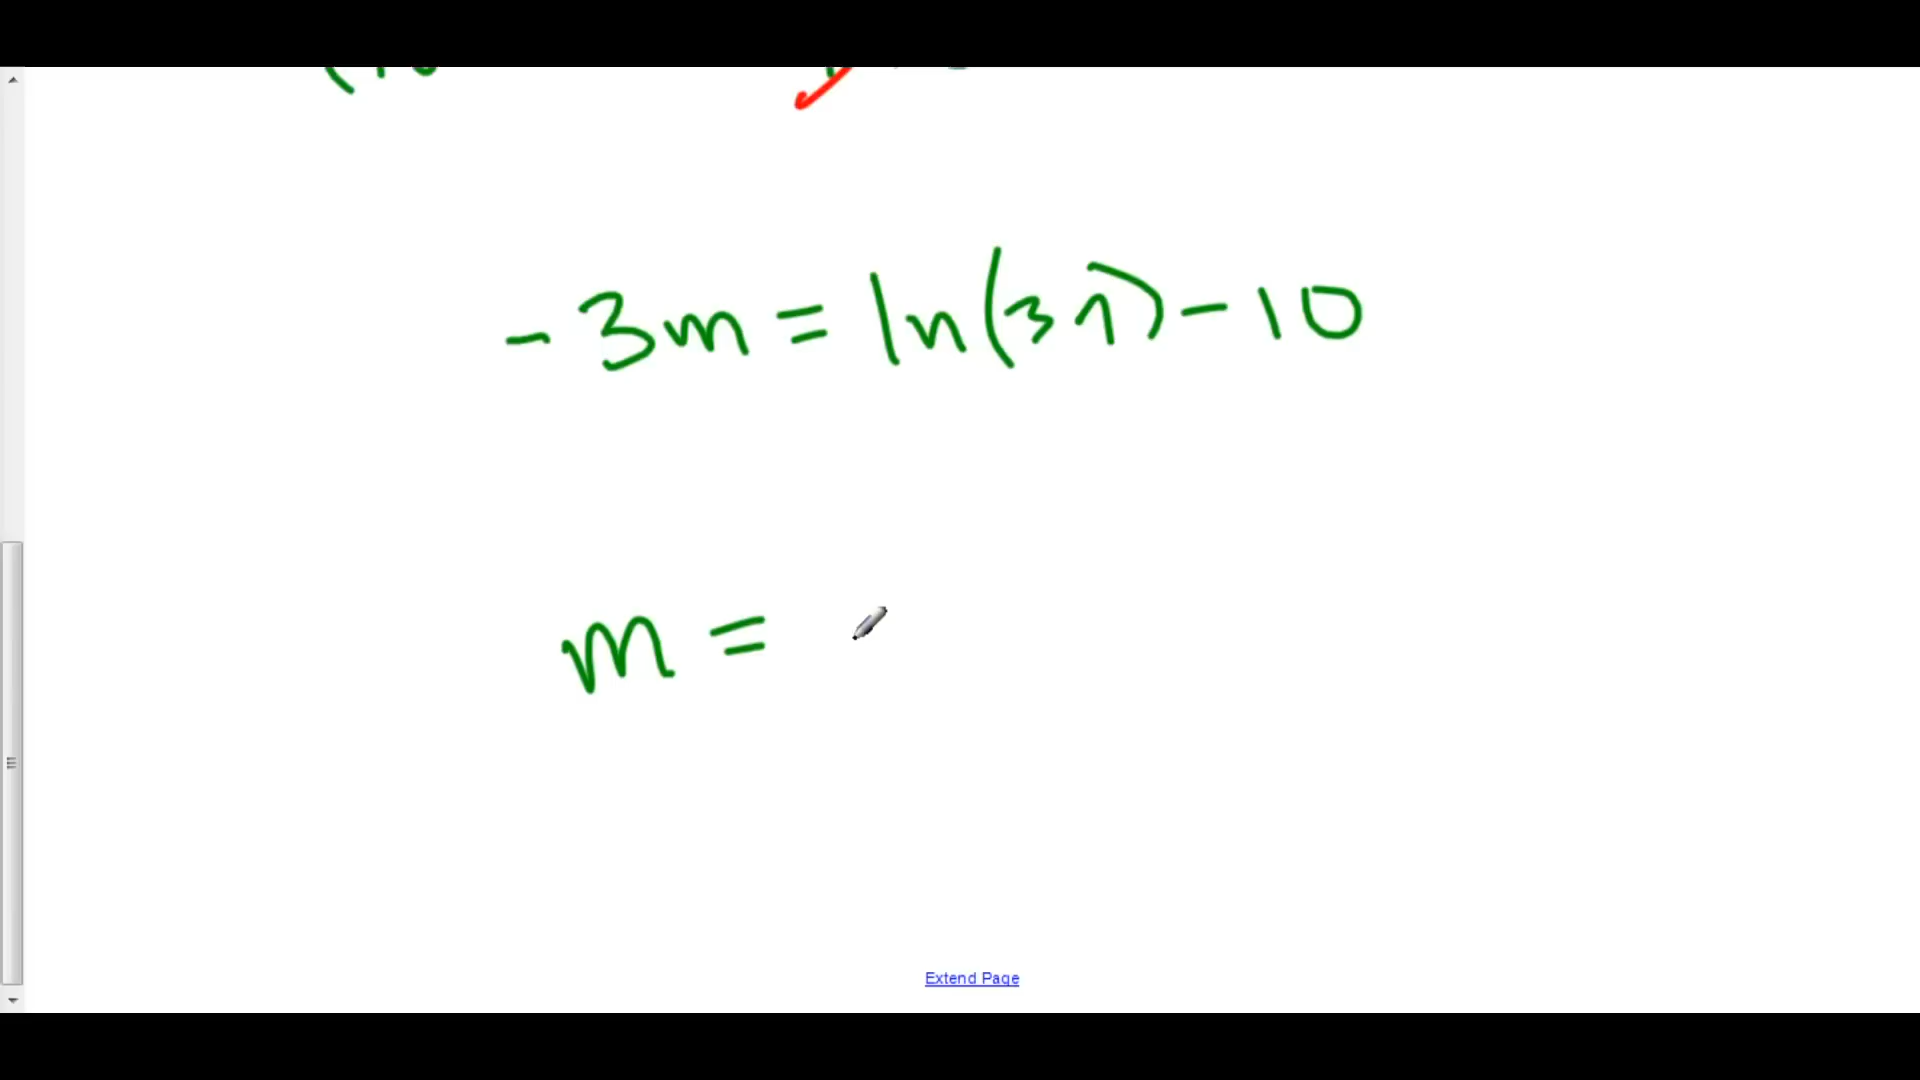 -3m = ln(37) - 10
m =
Extend Page